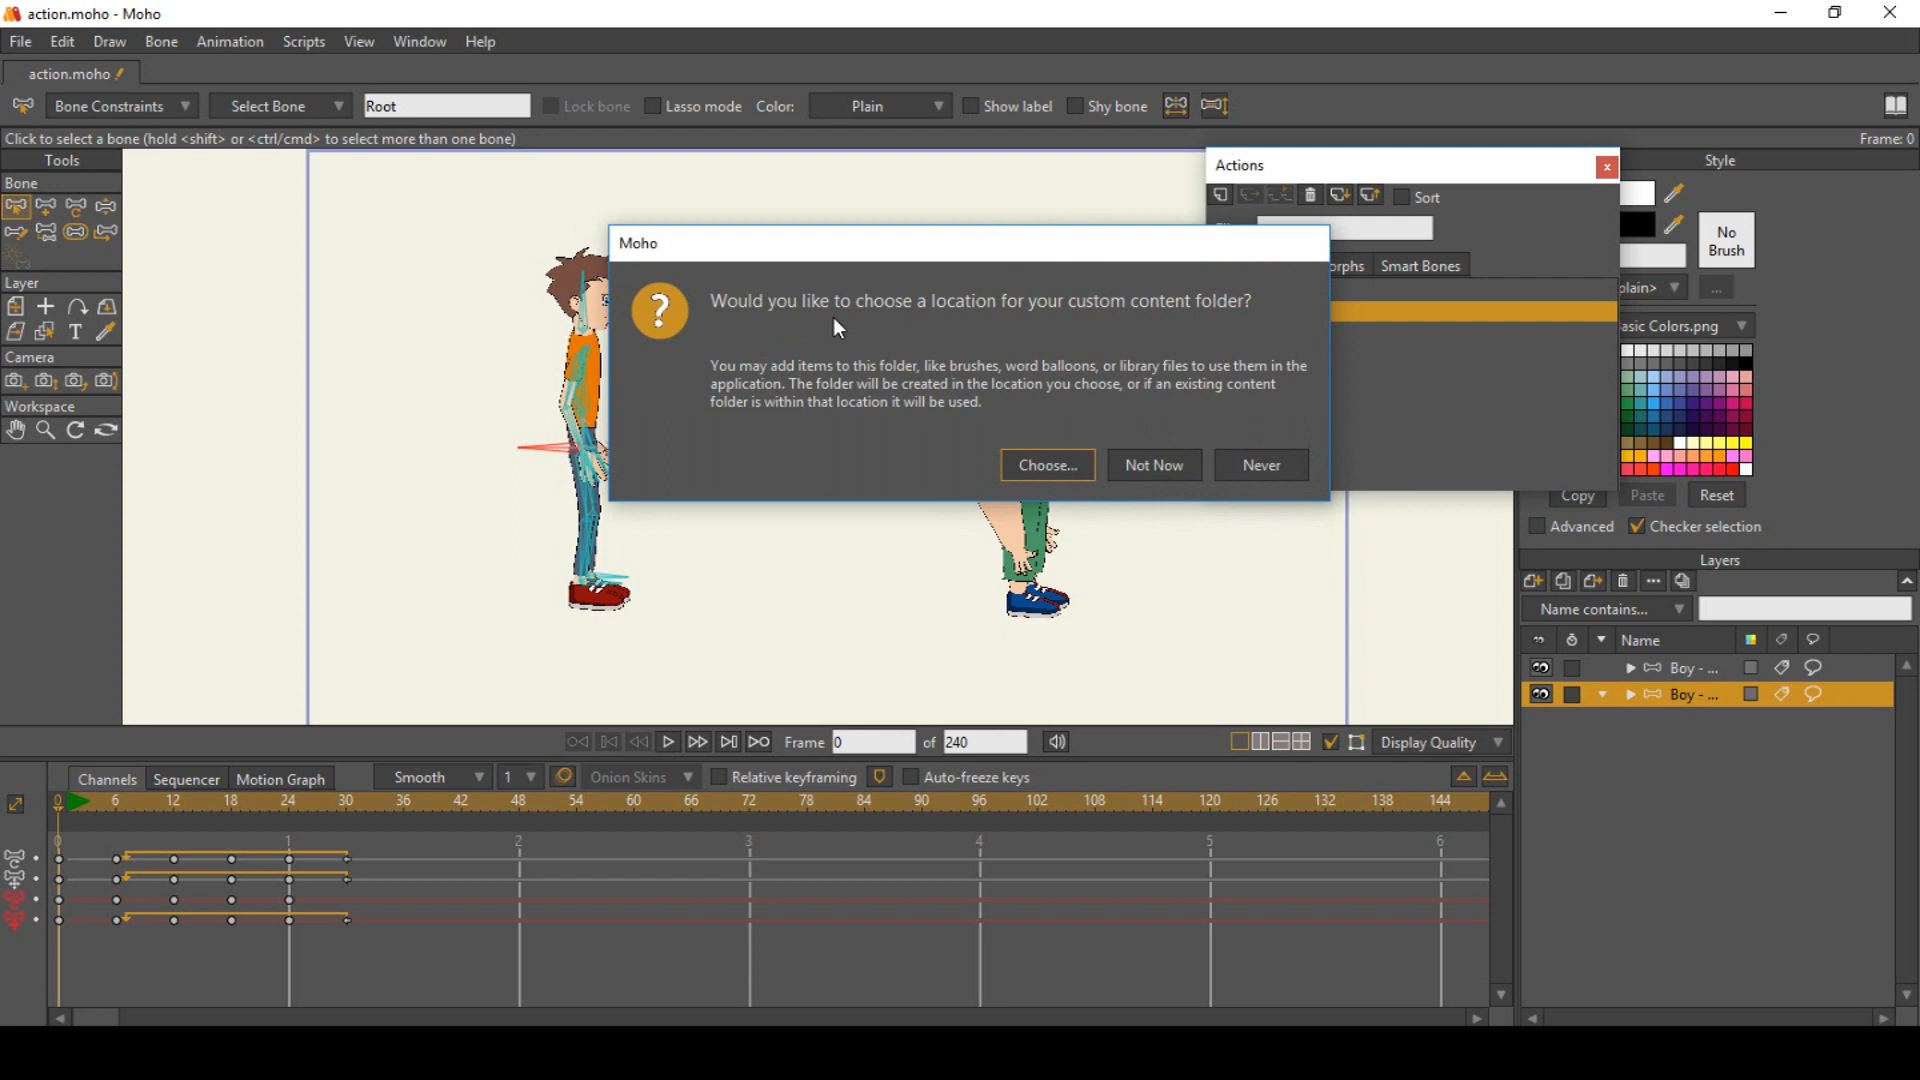 action.moho - Moho
File Edit Draw Bone Animation Scripts View Window Help
action.moho
Bone Constraints Select Bone Root Lock bone Lasso mode Color: Plain Show label Shy bone
Click to select a bone (hold <shift> or <ctrl/cmd> to select more than one bone) Frame: 0
Tools Actions Style
Bone
Sort
No
Brush
Moho
orphs Smart Bones
Layer
plain> ...
Would you like to choose a location for your custom content folder?
asic Colors.png
Camera
You may add items to this folder, like brushes, word balloons, or library files to use them in the
application. The folder will be created in the location you choose, or if an existing content
folder is within that location it will be used.
Workspace
Choose... Not Now Never
Copy Paste Reset
Advanced Checker selection
Layers
Name contains...
Name
Boy - ...
Boy - ...
Frame 0 of 240 Display Quality
Channels Sequencer Motion Graph Smooth 1 Onion Skins Relative keyframing Auto-freeze keys
0 6 12 18 24 30 36 42 48 54 60 66 72 78 84 90 96 102 108 114 120 126 132 138 144
0 1 2 3 4 5 6